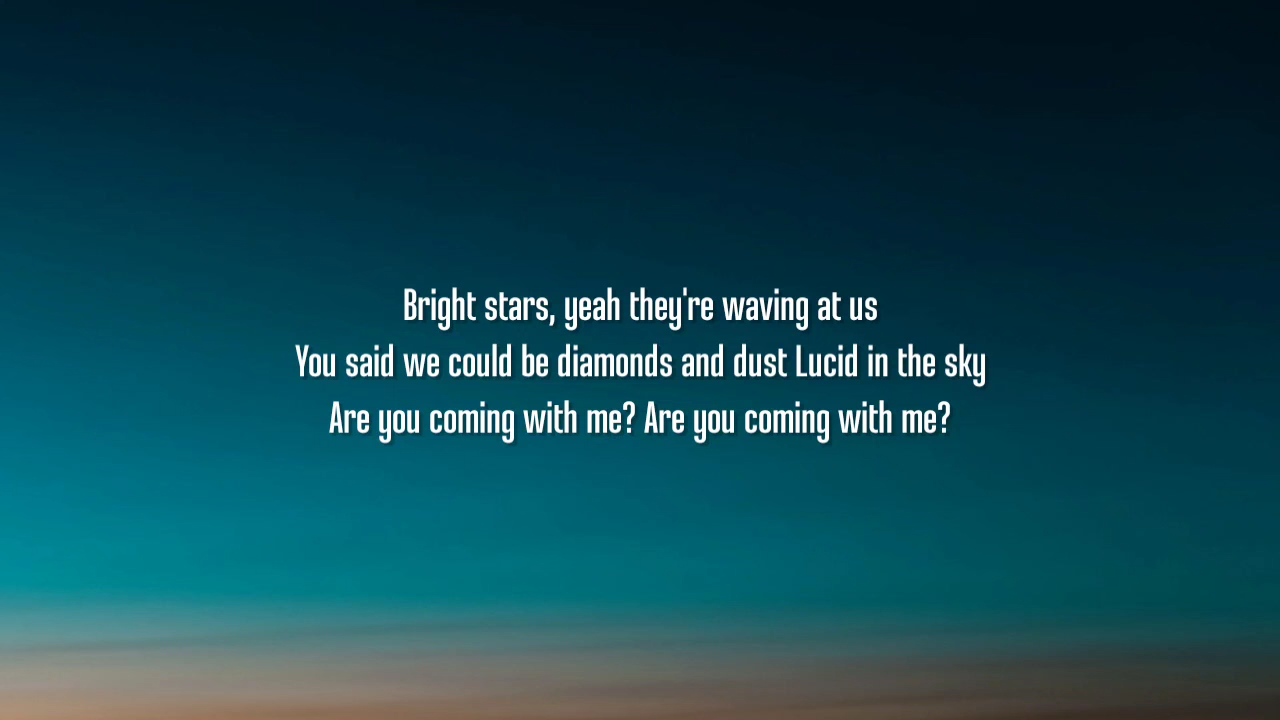 Bright stars, yeah they're waving at us
You said we could be diamonds and dust Lucid in the sky
Are you coming with me? Are you coming with me?